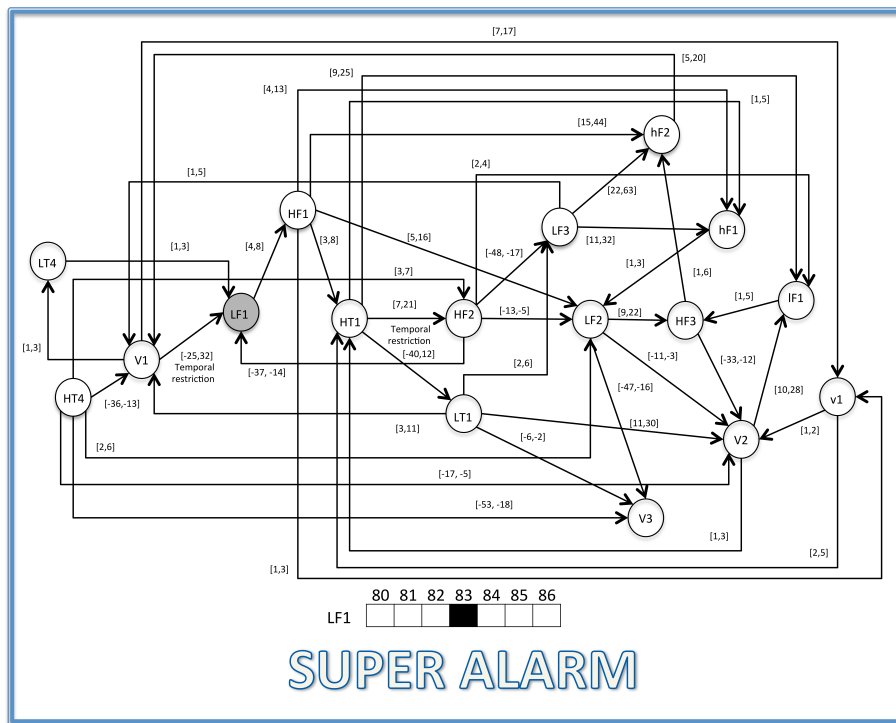 [7,17]
[5,20]
[9,25]
[4,13]
[1,5]
[15,44]
hF2
[2,4]
[1,5]
[22,63]
HF1
LF3
hF1
[5,16]
[11,32]
[4,8]
[3,8]
[-48, -17]
[1,3]
LT4
[3,7]
[1,3]
[1,6]
lF1
[1,5]
LF1
HT1
[7,21]
HF2
[-13,-5]
LF2
[9,22]
HF3
Temporal
restriction
[-40,12]
[1,3]
V1
[-25,32]
Temporal
restriction
[-37, -14]
[-11,-3]
[-33,-12]
[2,6]
[-47,-16]
[10,28]
HT4
[-36,-13]
v1
LT1
[11,30]
[3,11]
[-6,-2]
[1,2]
V2
[2,6]
[-17, -5]
[-53, -18]
V3
[1,3]
[2,5]
[1,3]
80 81 82 83 84 85 86
LF1
SUPER ALARM